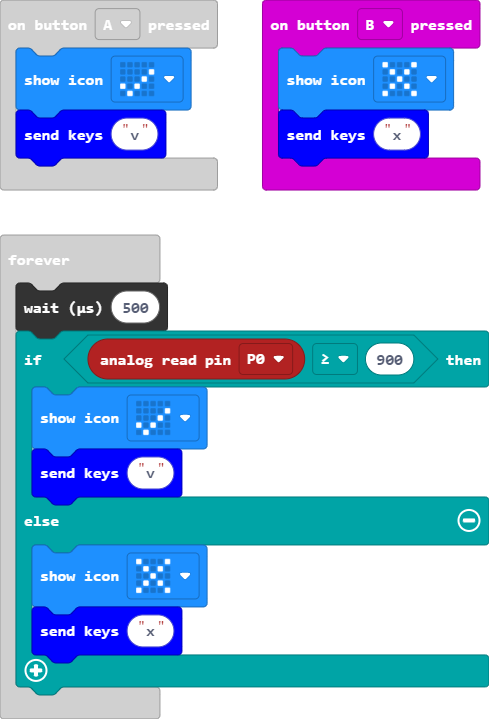 on button A pressed
show icon
send keys "v"
on button B pressed
show icon
send keys "x"
forever
wait (µs) 500
if analog read pin P0 ≥ 900 then
show icon
send keys "v"
else
show icon
send keys "x"